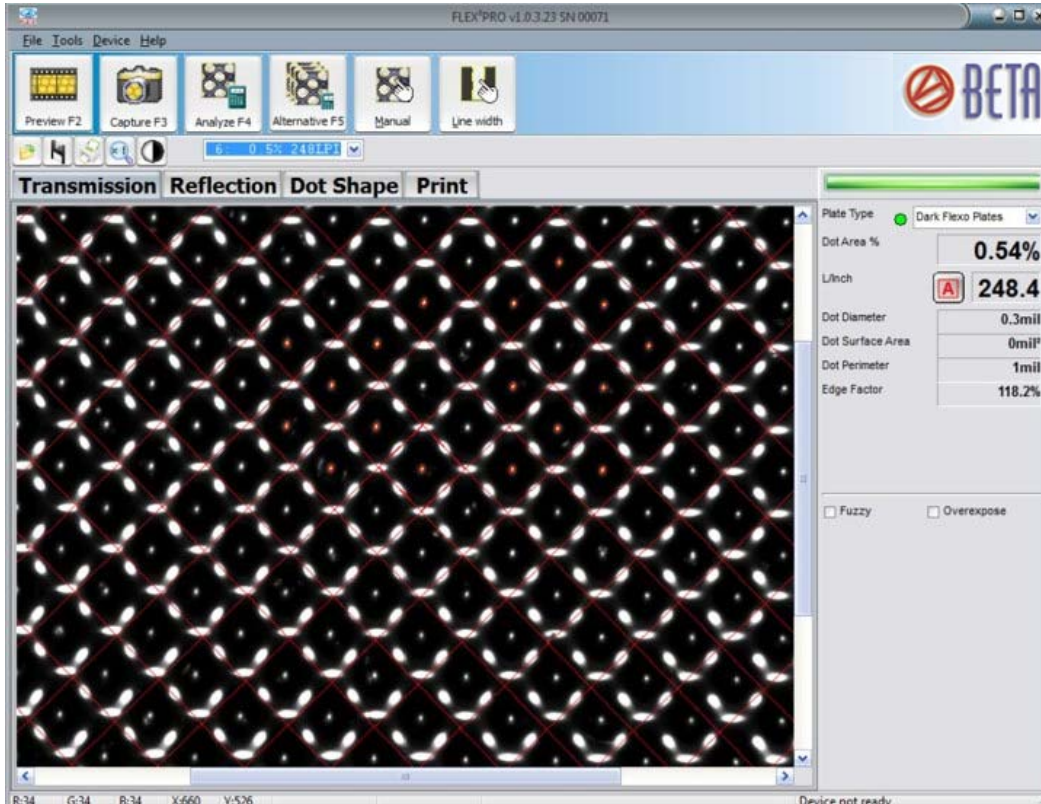 FLEX³PRO v1.0.3.23 SN 00071
File Tools Device Help
Preview F2
Capture F3
Analyze F4
Alternative F5
Manual
Line width
BETA
6: 0.5% 248LPI
Transmission Reflection Dot Shape Print
Plate Type Dark Flexo Plates
Dot Area % 0.54%
L/Inch A 248.4
Dot Diameter 0.3mil
Dot Surface Area 0mil²
Dot Perimeter 1mil
Edge Factor 118.2%
Fuzzy Overexpose
R:34 G:34 B:34 X:660 Y:526 Device not ready